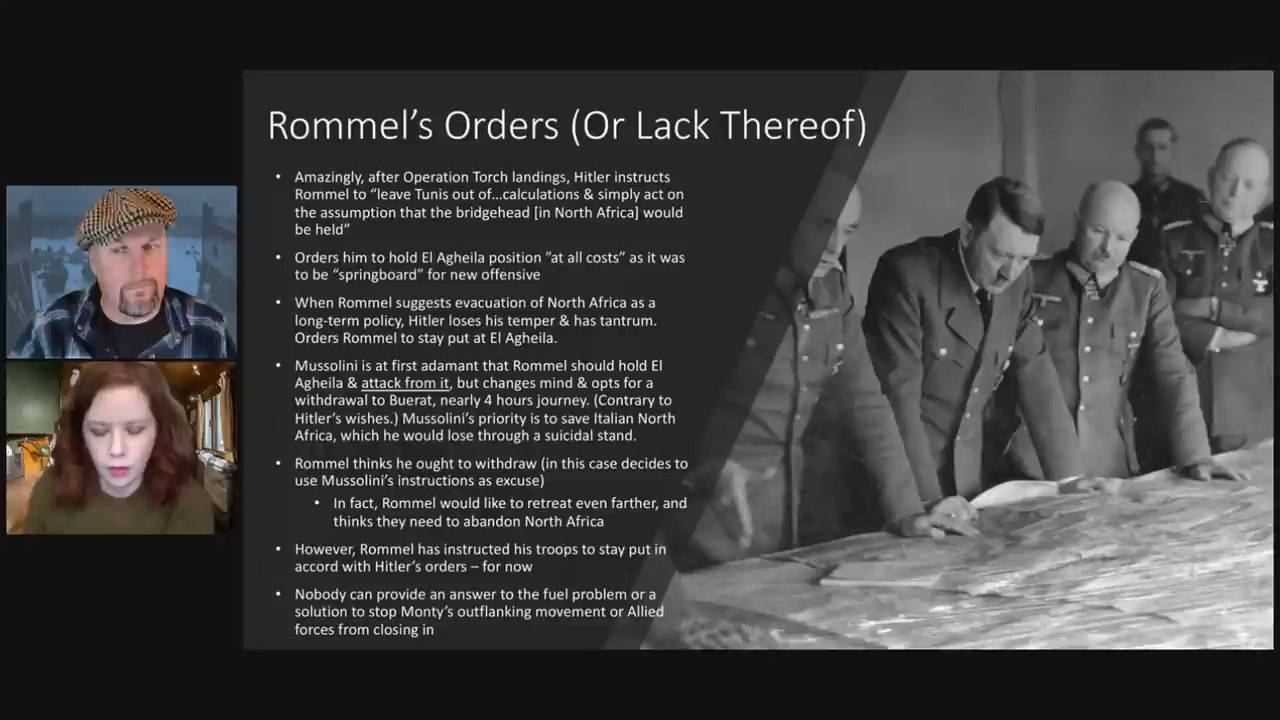 Rommel's Orders (Or Lack Thereof)
• Amazingly, after Operation Torch landings, Hitler instructs
Rommel to "leave Tunis out of...calculations & simply act on
the assumption that the bridgehead [in North Africa] would
be held"
• Orders him to hold El Agheila position "at all costs" as it was
to be "springboard" for new offensive
• When Rommel suggests evacuation of North Africa as a
long-term policy, Hitler loses his temper & has tantrum.
Orders Rommel to stay put at El Agheila.
• Mussolini is at first adamant that Rommel should hold El
Agheila & attack from it, but changes mind & opts for a
withdrawal to Buerat, nearly 4 hours journey. (Contrary to
Hitler's wishes.) Mussolini's priority is to save Italian North
Africa, which he would lose through a suicidal stand.
• Rommel thinks he ought to withdraw (in this case decides to
use Mussolini's instructions as excuse)
• In fact, Rommel would like to retreat even farther, and
thinks they need to abandon North Africa
• However, Rommel has instructed his troops to stay put in
accord with Hitler's orders – for now
• Nobody can provide an answer to the fuel problem or a
solution to stop Monty's outflanking movement or Allied
forces from closing in